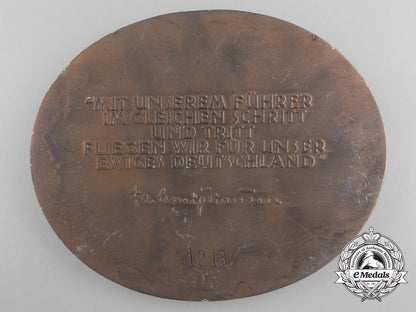 "MIT UNSEREM FÜHRER
IM GLEICHEN SCHRITT
UND TRITT
FLIEGEN WIR FÜR UNSER
EWIGES DEUTSCHLAND"
1213
eMedals